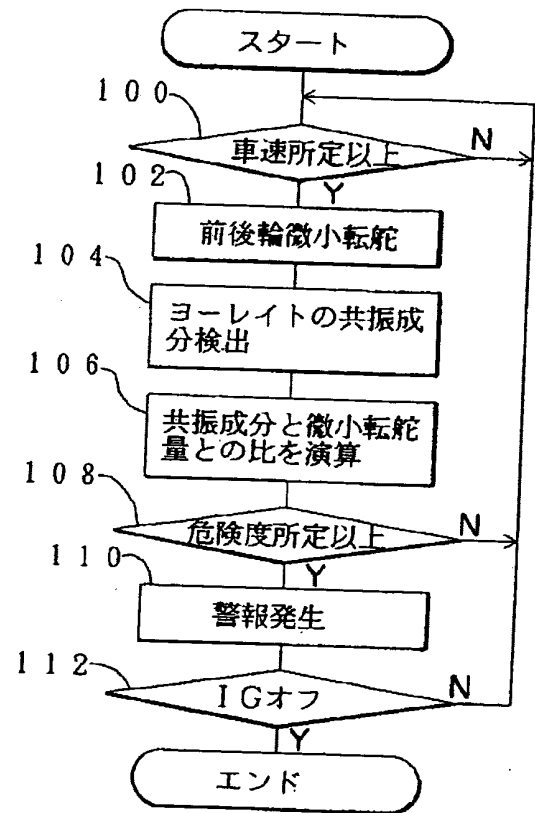 スタート
100
車速所定以上
N
Y
102
前後輪微小転舵
104
ヨーレイトの共振成
分検出
106
共振成分と微小転舵
量との比を演算
108
危険度所定以上
N
Y
110
警報発生
112
IGオフ
N
Y
エンド